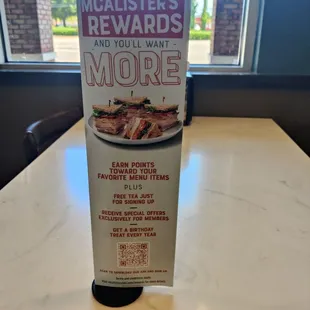 MCALISTER'S
REWARDS
AND YOU'LL WANT
MORE
EARN POINTS
TOWARD YOUR
FAVORITE MENU ITEMS
PLUS
FREE TEA JUST
FOR SIGNING UP
RECEIVE SPECIAL OFFERS
EXCLUSIVELY FOR MEMBERS
GET A BIRTHDAY
TREAT EVERY YEAR